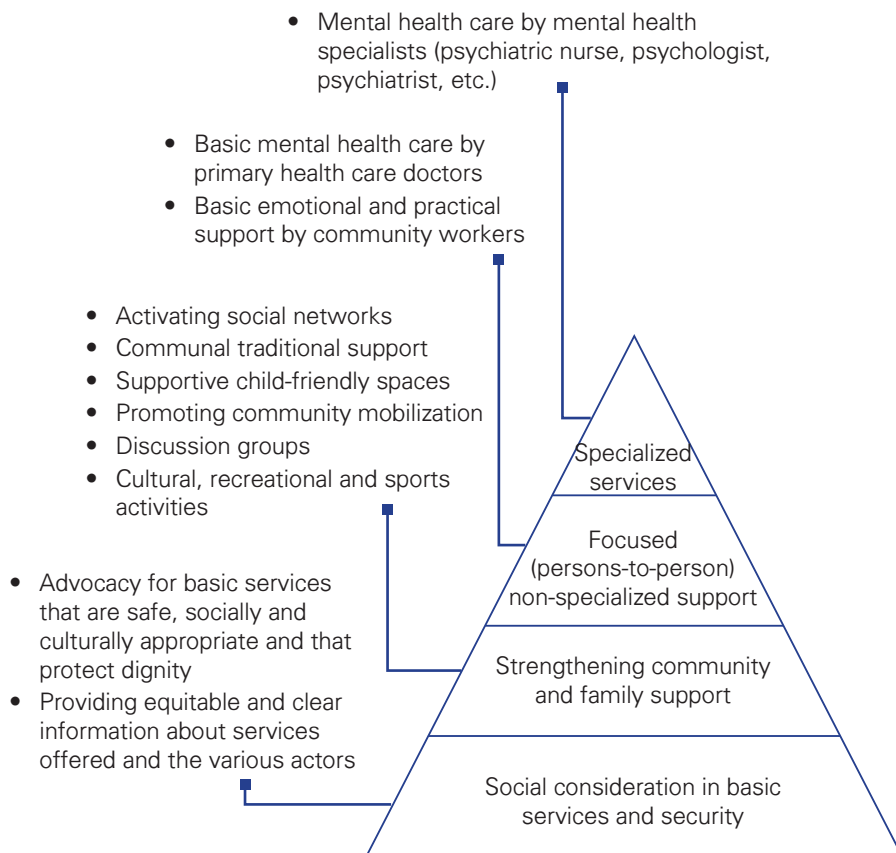 • Mental health care by mental health
specialists (psychiatric nurse, psychologist,
psychiatrist, etc.)
• Basic mental health care by
primary health care doctors
• Basic emotional and practical
support by community workers
• Activating social networks
• Communal traditional support
• Supportive child-friendly spaces
• Promoting community mobilization
• Discussion groups
• Cultural, recreational and sports
activities
• Advocacy for basic services
that are safe, socially and
culturally appropriate and that
protect dignity
• Providing equitable and clear
information about services
offered and the various actors
Specialized
services
Focused
(persons-to-person)
non-specialized support
Strengthening community
and family support
Social consideration in basic
services and security